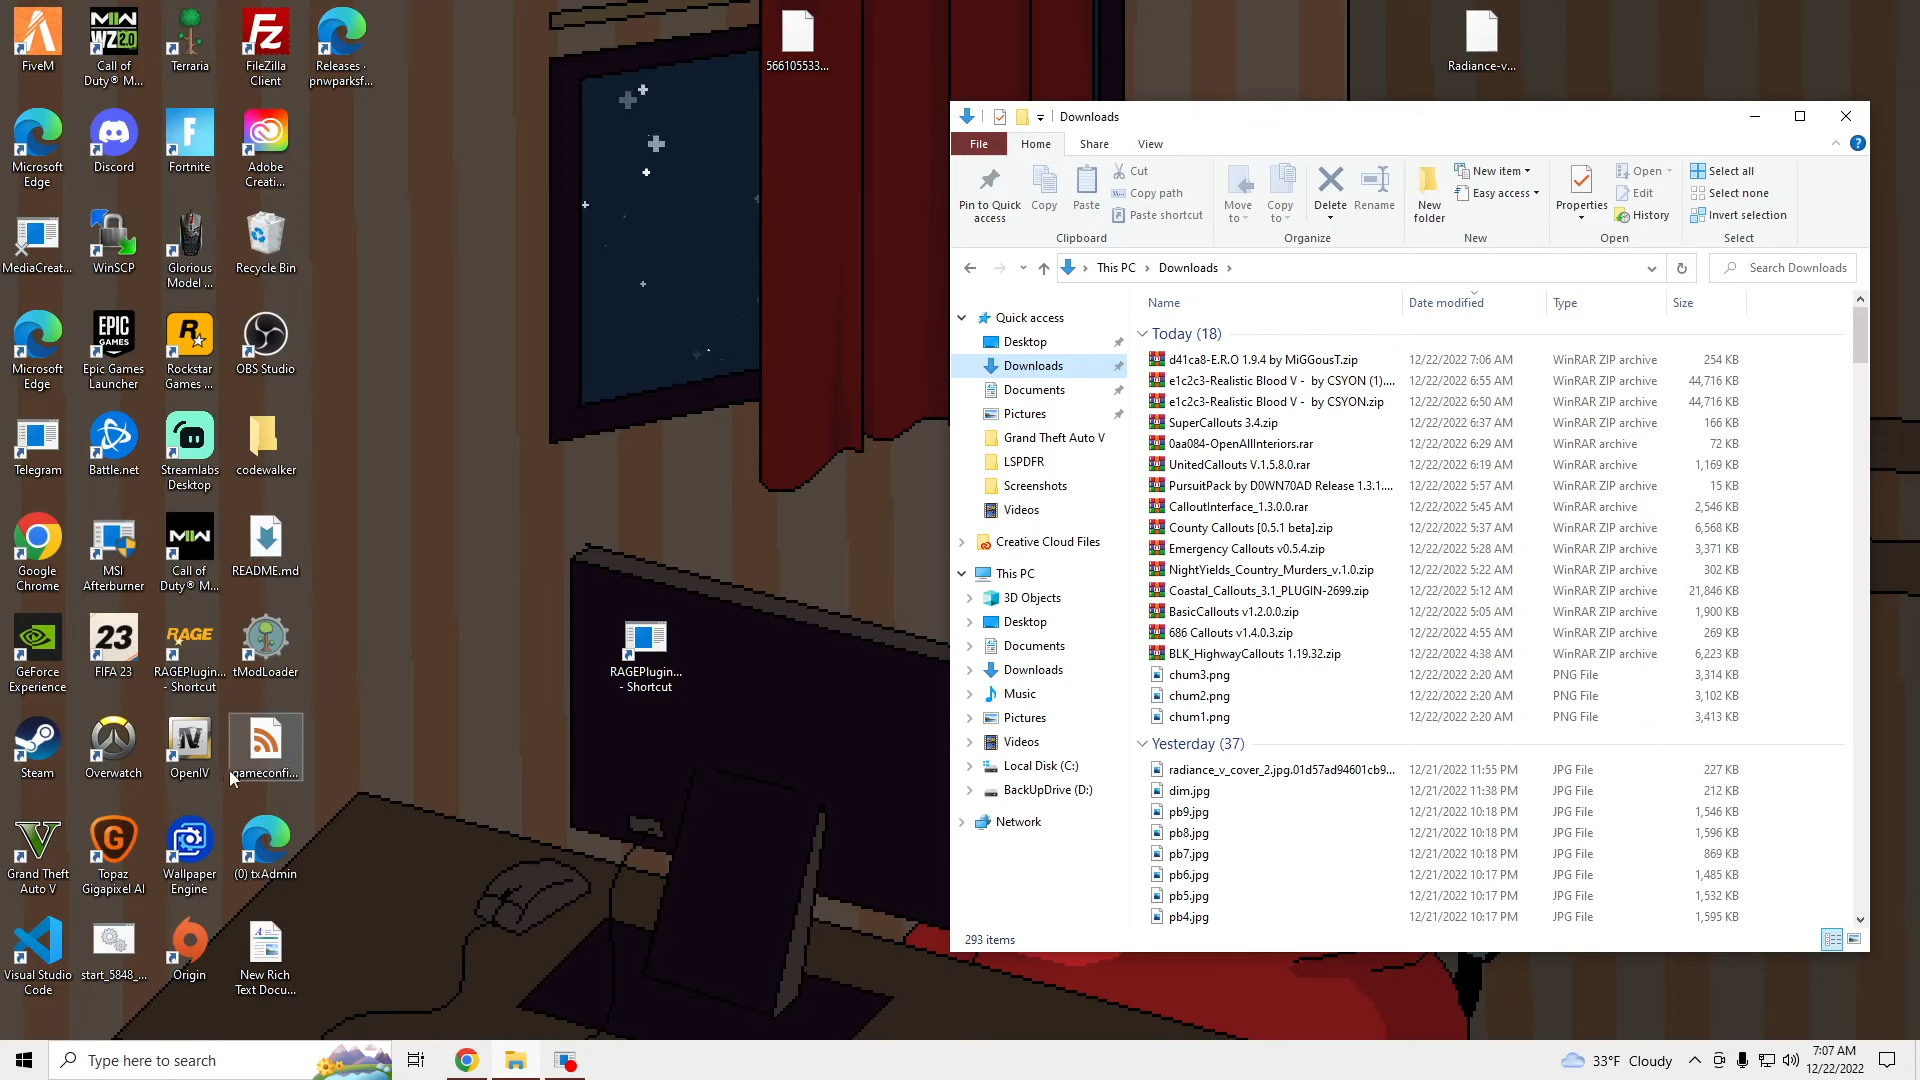 FiveM
Call of
Duty® M...
Terraria
FileZilla
Client
Releases ·
pnwparksf...
566105533...
Radiance-v...
Microsoft
Edge
Discord
Fortnite
Adobe
Creati...
MediaCreat...
WinSCP
Glorious
Model ...
Recycle Bin
Microsoft
Edge
EPIC
GAMES
Epic Games
Launcher
Rockstar
Games ...
OBS Studio
Telegram
Battle.net
Streamlabs
Desktop
codewalker
Google
Chrome
MSI
Afterburner
Call of
Duty® M...
README.md
GeForce
Experience
23
FIFA 23
RAGE
RAGEPlugin...
- Shortcut
tModLoader
RAGEPlugin...
- Shortcut
Steam
Overwatch
OpenIV
gameconfi...
Grand Theft
Auto V
Topaz
Gigapixel AI
Wallpaper
Engine
(0) txAdmin
Visual Studio
Code
start_5848_...
Origin
New Rich
Text Docu...
Downloads
File
Home
Share
View
Pin to Quick
access
Copy
Paste
Cut
Copy path
Paste shortcut
Move
to
Copy
to
Delete
Rename
New
folder
New item
Easy access
Properties
Open
Edit
History
Select all
Select none
Invert selection
Clipboard
Organize
New
Open
Select
This PC
Downloads
Search Downloads
Name
Date modified
Type
Size
Quick access
Desktop
Downloads
Documents
Pictures
Grand Theft Auto V
LSPDFR
Screenshots
Videos
Creative Cloud Files
This PC
3D Objects
Desktop
Documents
Downloads
Music
Pictures
Videos
Local Disk (C:)
BackUpDrive (D:)
Network
Today (18)
d41ca8-E.R.O 1.9.4 by MiGGousT.zip 12/22/2022 7:06 AM WinRAR ZIP archive 254 KB
e1c2c3-Realistic Blood V - by CSYON (1).... 12/22/2022 6:55 AM WinRAR ZIP archive 44,716 KB
e1c2c3-Realistic Blood V - by CSYON.zip 12/22/2022 6:50 AM WinRAR ZIP archive 44,716 KB
SuperCallouts 3.4.zip 12/22/2022 6:37 AM WinRAR ZIP archive 166 KB
0aa084-OpenAllInteriors.rar 12/22/2022 6:29 AM WinRAR archive 72 KB
UnitedCallouts V.1.5.8.0.rar 12/22/2022 6:19 AM WinRAR archive 1,169 KB
PursuitPack by D0WN70AD Release 1.3.1.... 12/22/2022 5:57 AM WinRAR ZIP archive 15 KB
CalloutInterface_1.3.0.0.rar 12/22/2022 5:45 AM WinRAR archive 2,546 KB
County Callouts [0.5.1 beta].zip 12/22/2022 5:37 AM WinRAR ZIP archive 6,568 KB
Emergency Callouts v0.5.4.zip 12/22/2022 5:28 AM WinRAR ZIP archive 3,371 KB
NightYields_Country_Murders_v.1.0.zip 12/22/2022 5:22 AM WinRAR ZIP archive 302 KB
Coastal_Callouts_3.1_PLUGIN-2699.zip 12/22/2022 5:12 AM WinRAR ZIP archive 21,846 KB
BasicCallouts v1.2.0.0.zip 12/22/2022 5:05 AM WinRAR ZIP archive 1,900 KB
686 Callouts v1.4.0.3.zip 12/22/2022 4:55 AM WinRAR ZIP archive 269 KB
BLK_HighwayCallouts 1.19.32.zip 12/22/2022 4:38 AM WinRAR ZIP archive 6,223 KB
chum3.png 12/22/2022 2:20 AM PNG File 3,314 KB
chum2.png 12/22/2022 2:20 AM PNG File 3,102 KB
chum1.png 12/22/2022 2:20 AM PNG File 3,413 KB
Yesterday (37)
radiance_v_cover_2.jpg.01d57ad94601cb9... 12/21/2022 11:55 PM JPG File 227 KB
dim.jpg 12/21/2022 11:38 PM JPG File 212 KB
pb9.jpg 12/21/2022 10:18 PM JPG File 1,546 KB
pb8.jpg 12/21/2022 10:18 PM JPG File 1,596 KB
pb7.jpg 12/21/2022 10:18 PM JPG File 869 KB
pb6.jpg 12/21/2022 10:17 PM JPG File 1,485 KB
pb5.jpg 12/21/2022 10:17 PM JPG File 1,532 KB
pb4.jpg 12/21/2022 10:17 PM JPG File 1,595 KB
293 items
Type here to search
33°F Cloudy
7:07 AM
12/22/2022